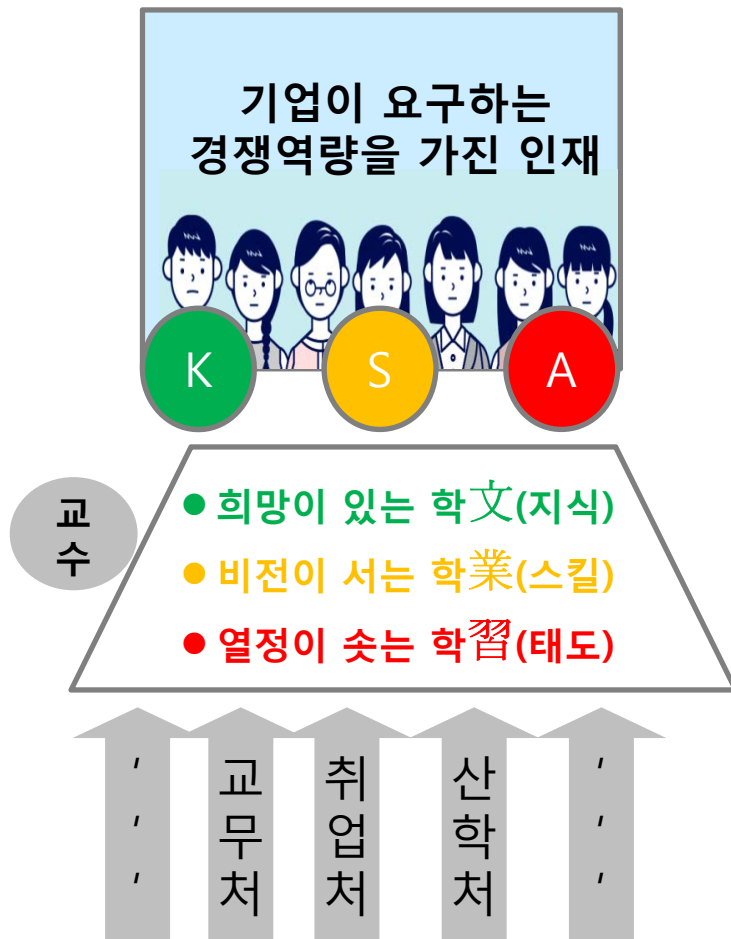 기업이 요구하는
경쟁역량을 가진 인재
K S A
교수
● 희망이 있는 학文(지식)
● 비전이 서는 학業(스킬)
● 열정이 솟는 학習(태도)
, , ,
교무처
취업처
산학처
, , ,